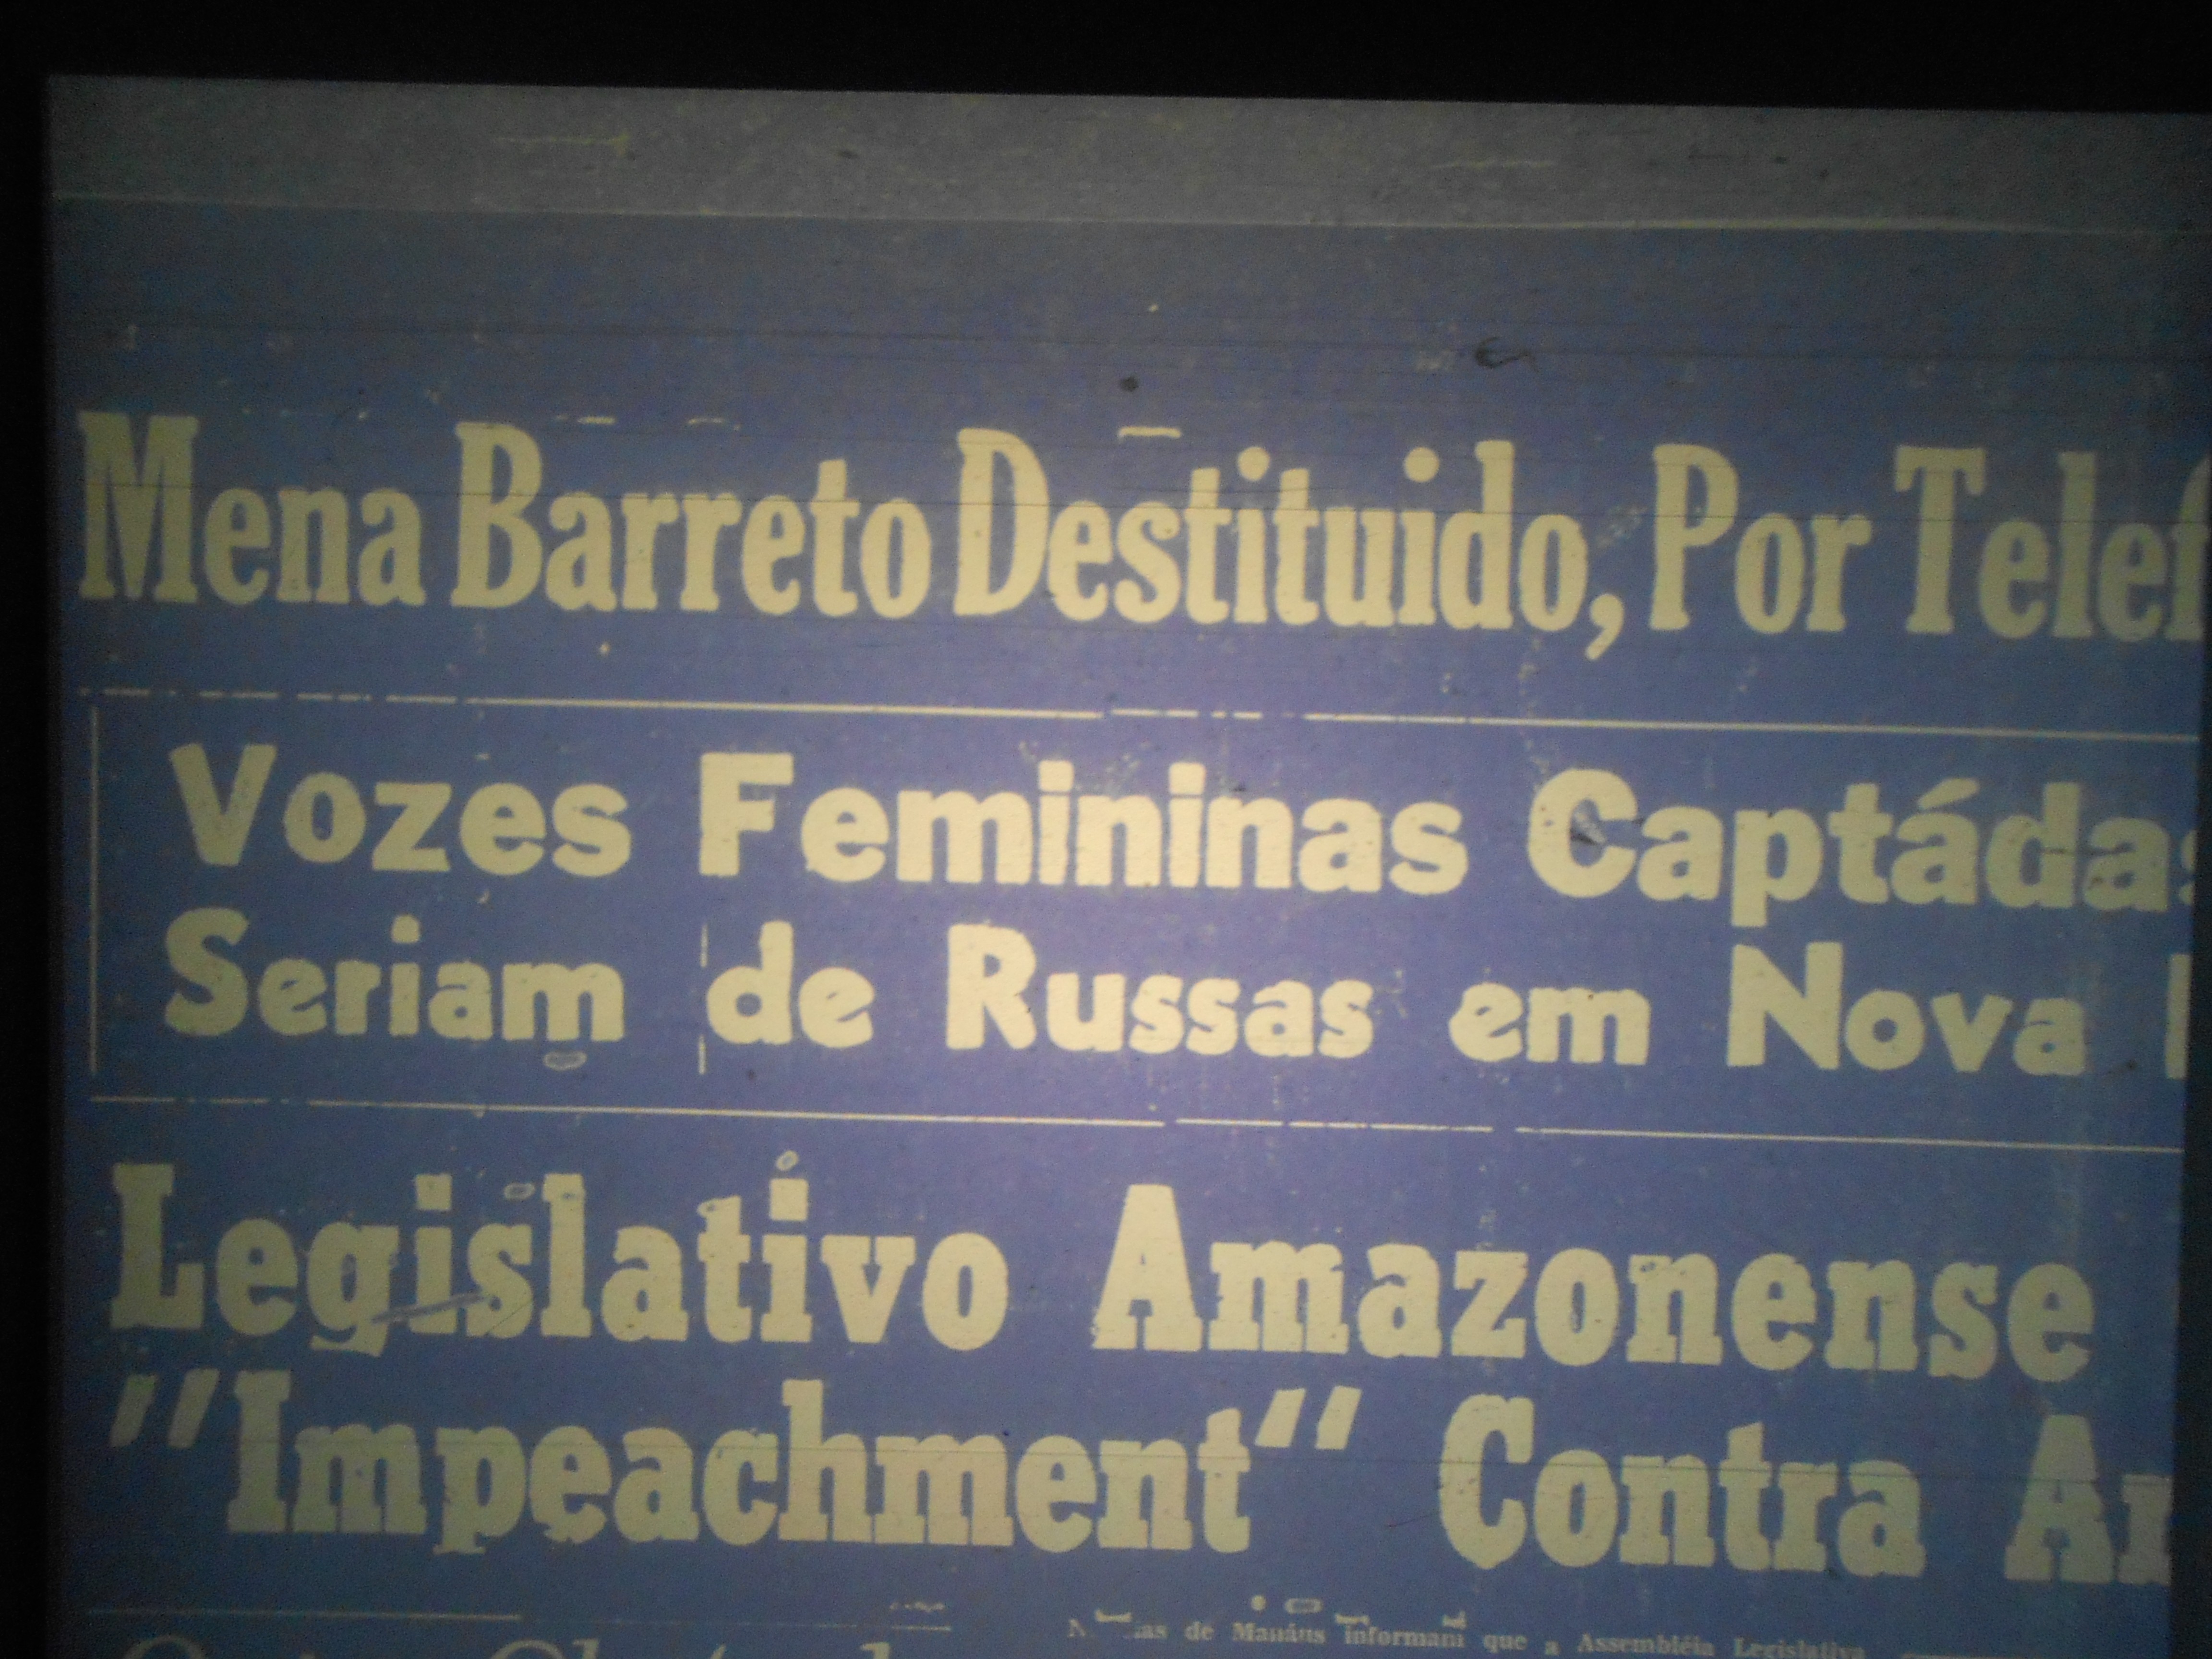 Mena Barreto Destituido, Por Telef
Vozes Femininas Captádas
Seriam de Russas em Nova
Legislativo Amazonense
"Impeachment" Contra
de Manáus informam que a Assembléia Legislativa